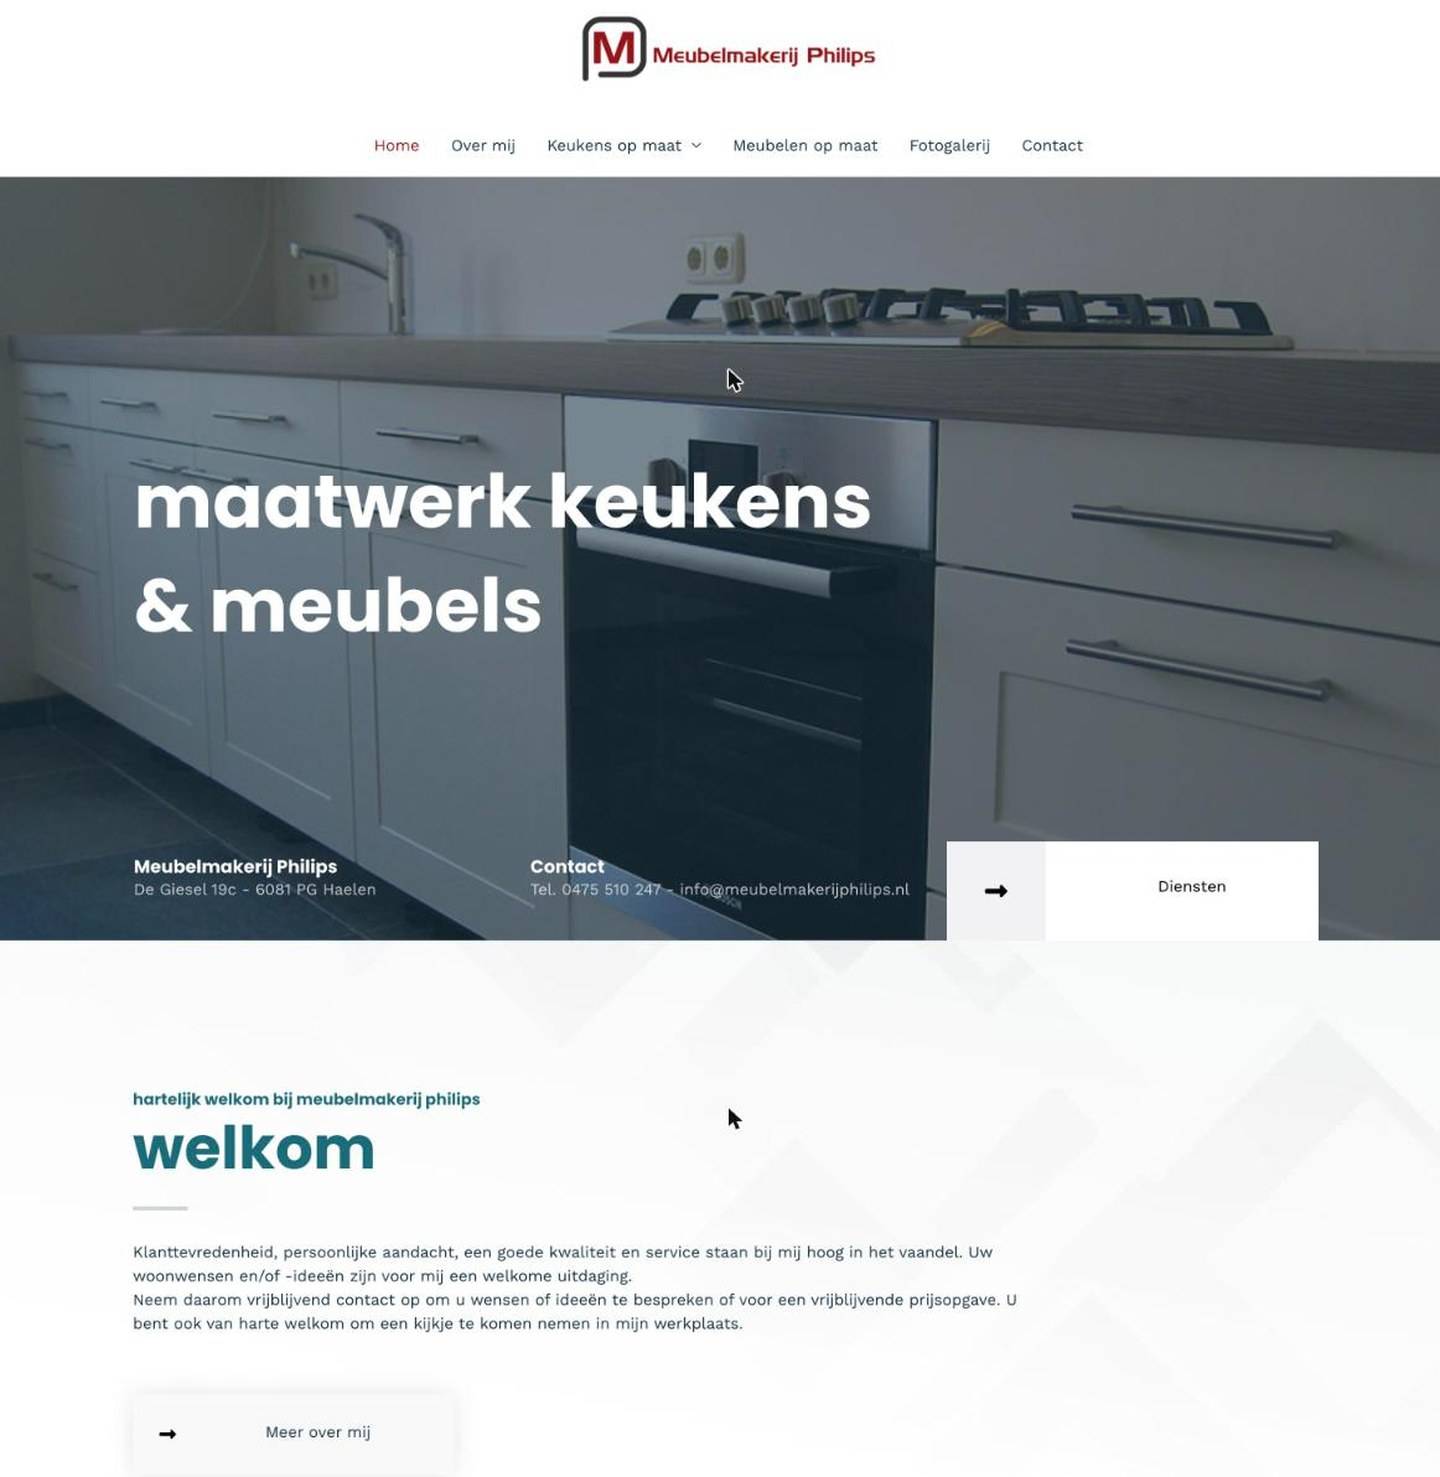 M Meubelmakerij Philips
Home Over mij Keukens op maat Meubelen op maat Fotogalerij Contact
maatwerk keukens
& meubels
Meubelmakerij Philips
De Giesel 19c - 6081 PG Haelen
Contact
Tel. 0475 510 247 - info@meubelmakerijphilips.nl
BOSCH
Diensten
hartelijk welkom bij meubelmakerij philips
welkom
Klanttevredenheid, persoonlijke aandacht, een goede kwaliteit en service staan bij mij hoog in het vaandel. Uw
woonwensen en/of -ideeën zijn voor mij een welkome uitdaging.
Neem daarom vrijblijvend contact op om u wensen of ideeën te bespreken of voor een vrijblijvende prijsopgave. U
bent ook van harte welkom om een kijkje te komen nemen in mijn werkplaats.
Meer over mij